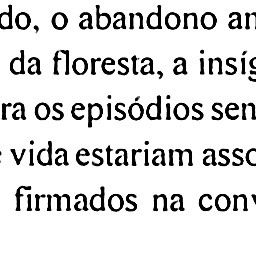 do, o abandono an
da floresta, a insíg
ra os episódios sen
vida estariam asso
firmados na conv